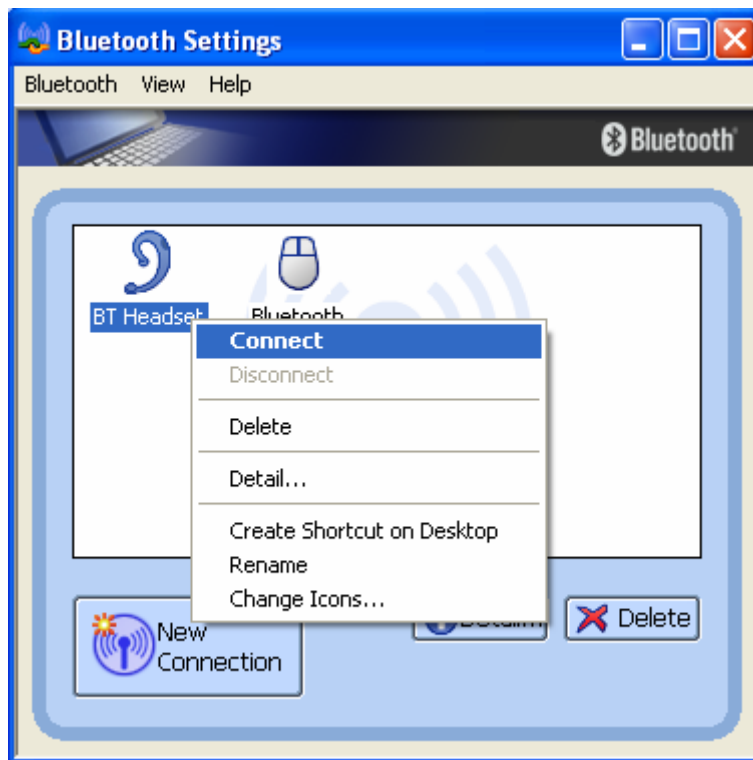 Bluetooth Settings
Bluetooth View Help
Bluetooth
BT Headset
Bluetooth
Connect
Disconnect
Delete
Detail...
Create Shortcut on Desktop
Rename
Change Icons...
New
Connection
Delete